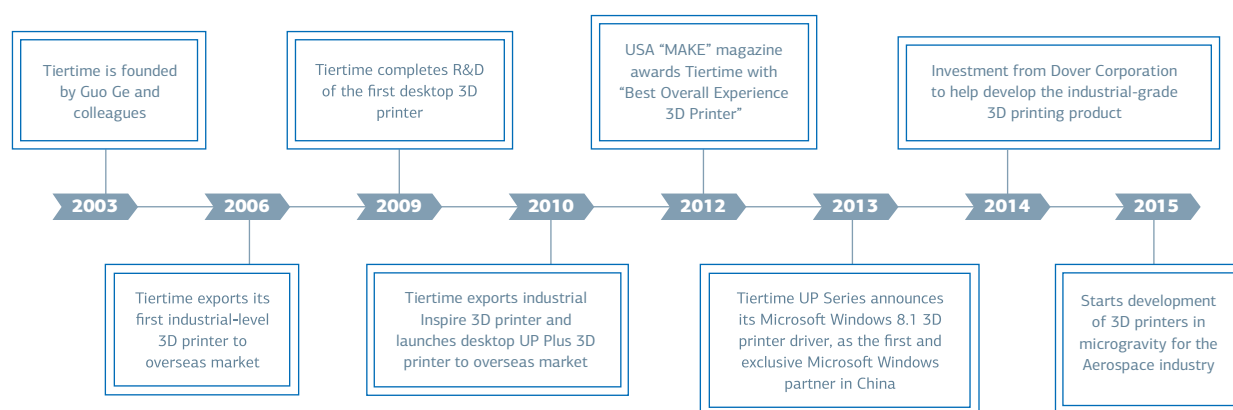 Tiertime is founded
by Guo Ge and
colleagues
Tiertime completes R&D
of the first desktop 3D
printer
USA “MAKE” magazine
awards Tiertime with
“Best Overall Experience
3D Printer”
Investment from Dover Corporation
to help develop the industrial-grade
3D printing product
2003 2006 2009 2010 2012 2013 2014 2015
Tiertime exports its
first industrial-level
3D printer to
overseas market
Tiertime exports industrial
Inspire 3D printer and
launches desktop UP Plus 3D
printer to overseas market
Tiertime UP Series announces
its Microsoft Windows 8.1 3D
printer driver, as the first and
exclusive Microsoft Windows
partner in China
Starts development
of 3D printers in
microgravity for the
Aerospace industry